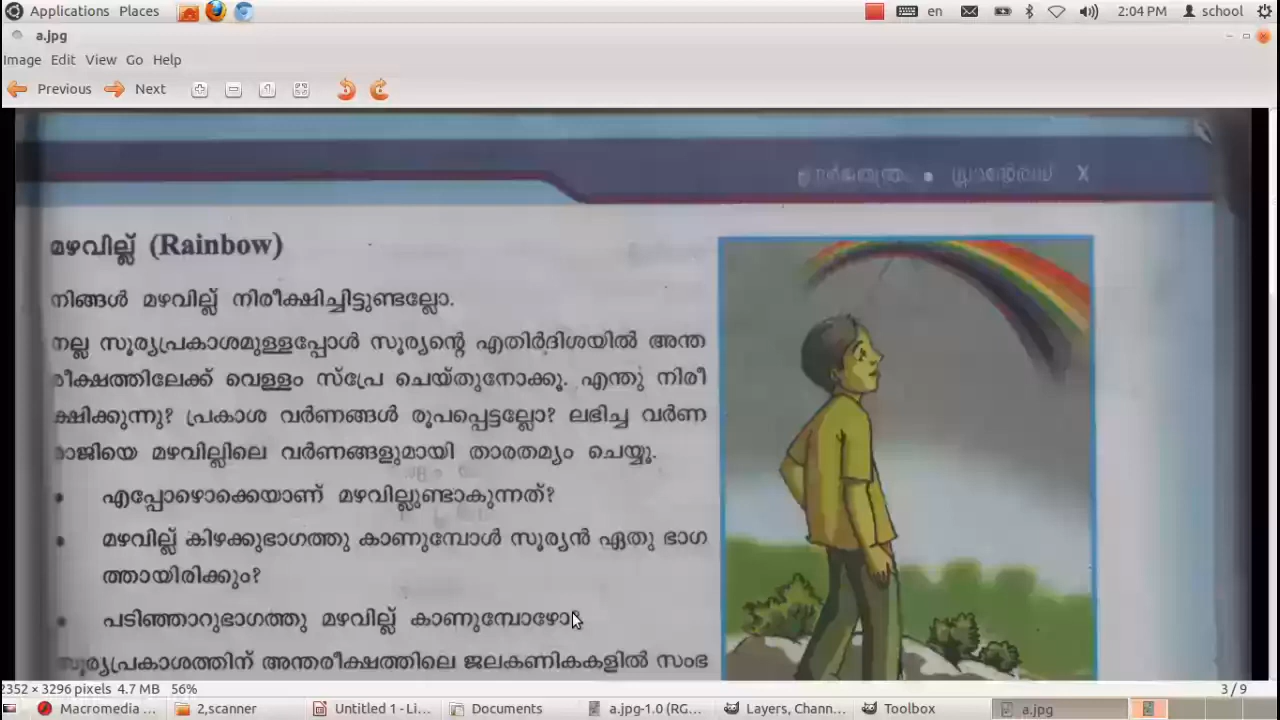 Applications Places en 2:04 PM school
a.jpg
Image Edit View Go Help
Previous Next
X
മഴവില്ല് (Rainbow)
നിങ്ങൾ മഴവില്ല് നിരീക്ഷിച്ചിട്ടുണ്ടല്ലോ.
നല്ല സൂര്യപ്രകാശമുള്ളപ്പോൾ സൂര്യന്റെ എതിർദിശയിൽ അന്ത
രീക്ഷത്തിലേക്ക് വെള്ളം സ്പ്രേ ചെയ്തുനോക്കൂ. എന്തു നിരീ
ക്ഷിക്കുന്നു? പ്രകാശ വർണങ്ങൾ രൂപപ്പെട്ടല്ലോ? ലഭിച്ച വർണ
രാജിയെ മഴവില്ലിലെ വർണങ്ങളുമായി താരതമ്യം ചെയ്യൂ.
• എപ്പോഴൊക്കെയാണ് മഴവില്ലുണ്ടാകുന്നത്?
• മഴവില്ല് കിഴക്കുഭാഗത്തു കാണുമ്പോൾ സൂര്യൻ ഏതു ഭാഗ
ത്തായിരിക്കും?
• പടിഞ്ഞാറുഭാഗത്തു മഴവില്ല് കാണുമ്പോഴോ?
സൂര്യപ്രകാശത്തിന് അന്തരീക്ഷത്തിലെ ജലകണികകളിൽ സംഭ
2352 × 3296 pixels 4.7 MB 56% 3 / 9
Macromedia ... 2,scanner Untitled 1 - Li... Documents a.jpg-1.0 (RG... Layers, Chann... Toolbox a.jpg